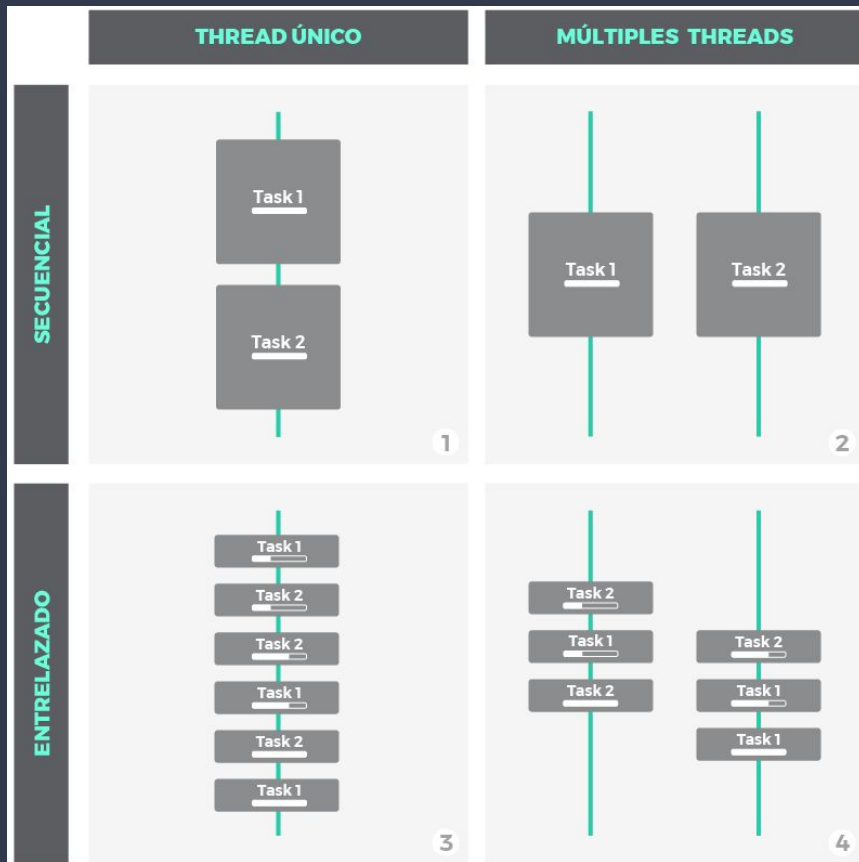 THREAD ÚNICO
MÚLTIPLES THREADS
SECUENCIAL
Task 1
Task 2
1
Task 1
Task 2
2
ENTRELAZADO
Task 1
Task 2
Task 2
Task 1
Task 2
Task 1
3
Task 2
Task 1
Task 2
Task 2
Task 1
Task 1
4